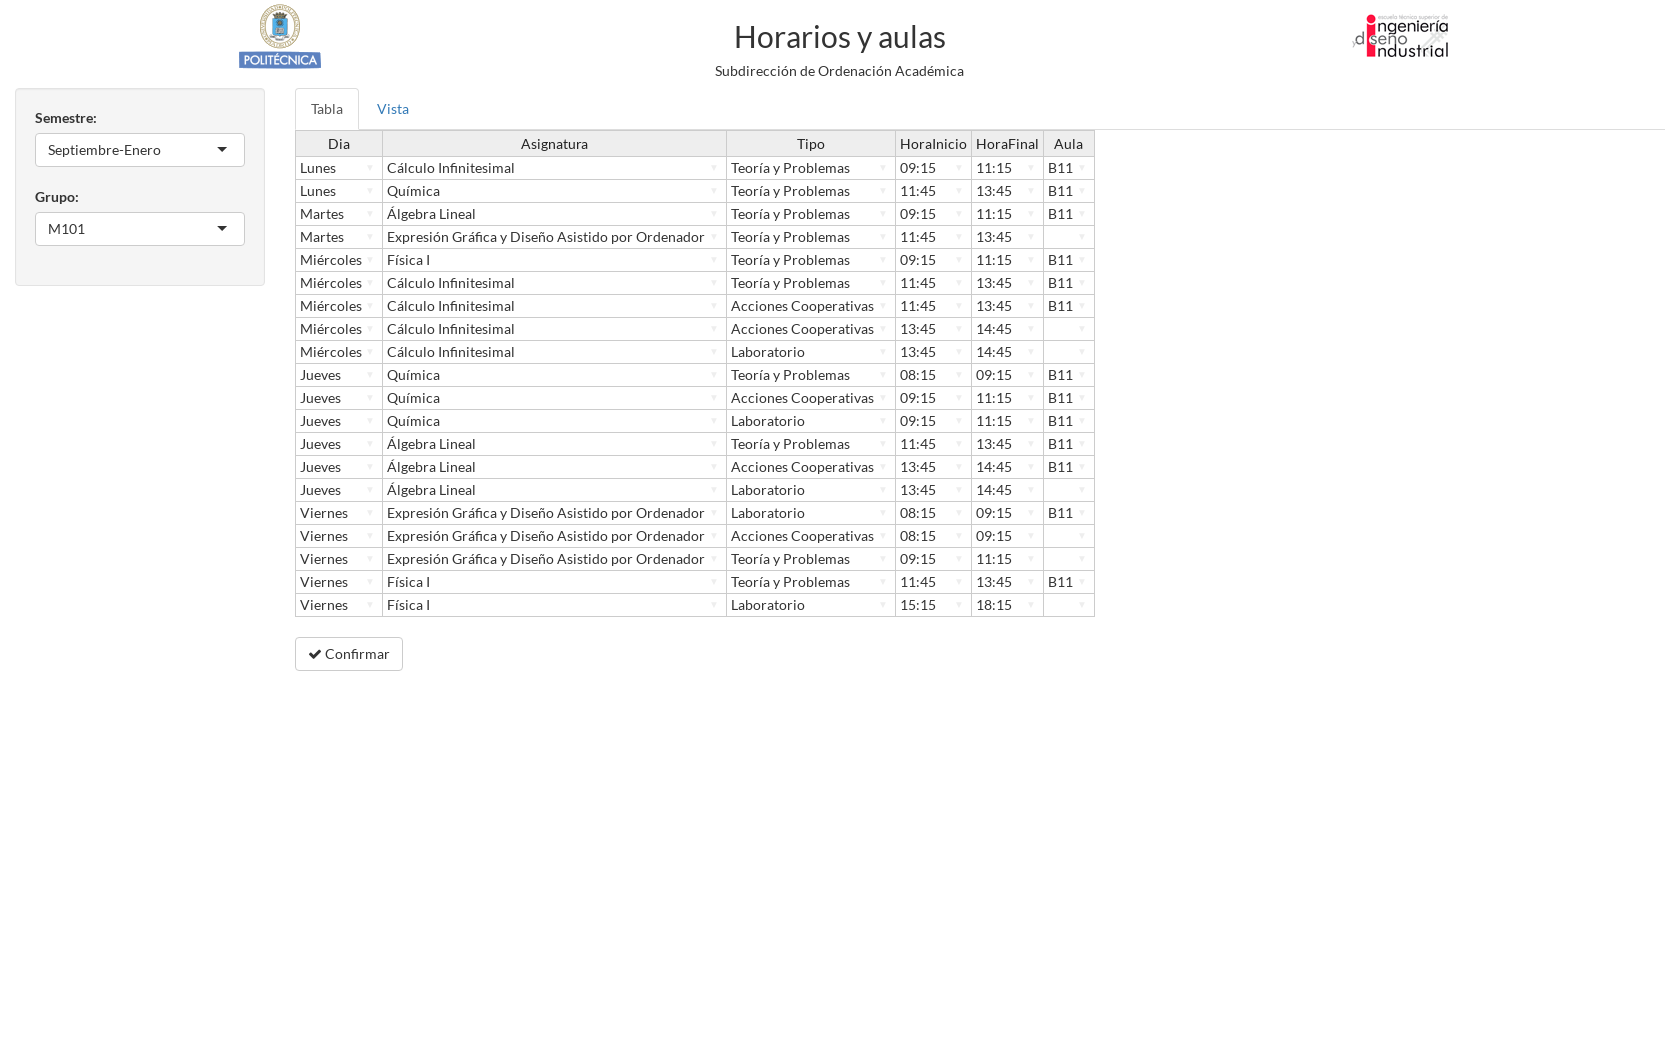 POLITÉCNICA
Horarios y aulas
Subdirección de Ordenación Académica
escuela técnica superior de
ingeniería
y diseño
industrial
Semestre:
Septiembre-Enero
Grupo:
M101
Tabla Vista
Dia Asignatura Tipo HoraInicio HoraFinal Aula
Lunes Cálculo Infinitesimal Teoría y Problemas 09:15 11:15 B11
Lunes Química Teoría y Problemas 11:45 13:45 B11
Martes Álgebra Lineal Teoría y Problemas 09:15 11:15 B11
Martes Expresión Gráfica y Diseño Asistido por Ordenador Teoría y Problemas 11:45 13:45
Miércoles Física I Teoría y Problemas 09:15 11:15 B11
Miércoles Cálculo Infinitesimal Teoría y Problemas 11:45 13:45 B11
Miércoles Cálculo Infinitesimal Acciones Cooperativas 11:45 13:45 B11
Miércoles Cálculo Infinitesimal Acciones Cooperativas 13:45 14:45
Miércoles Cálculo Infinitesimal Laboratorio 13:45 14:45
Jueves Química Teoría y Problemas 08:15 09:15 B11
Jueves Química Acciones Cooperativas 09:15 11:15 B11
Jueves Química Laboratorio 09:15 11:15 B11
Jueves Álgebra Lineal Teoría y Problemas 11:45 13:45 B11
Jueves Álgebra Lineal Acciones Cooperativas 13:45 14:45 B11
Jueves Álgebra Lineal Laboratorio 13:45 14:45
Viernes Expresión Gráfica y Diseño Asistido por Ordenador Laboratorio 08:15 09:15 B11
Viernes Expresión Gráfica y Diseño Asistido por Ordenador Acciones Cooperativas 08:15 09:15
Viernes Expresión Gráfica y Diseño Asistido por Ordenador Teoría y Problemas 09:15 11:15
Viernes Física I Teoría y Problemas 11:45 13:45 B11
Viernes Física I Laboratorio 15:15 18:15
Confirmar